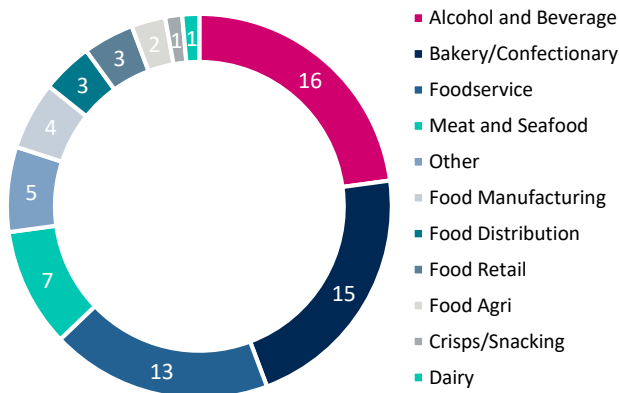 16
15
13
7
5
4
3
3
2
1
1
Alcohol and Beverage
Bakery/Confectionary
Foodservice
Meat and Seafood
Other
Food Manufacturing
Food Distribution
Food Retail
Food Agri
Crisps/Snacking
Dairy